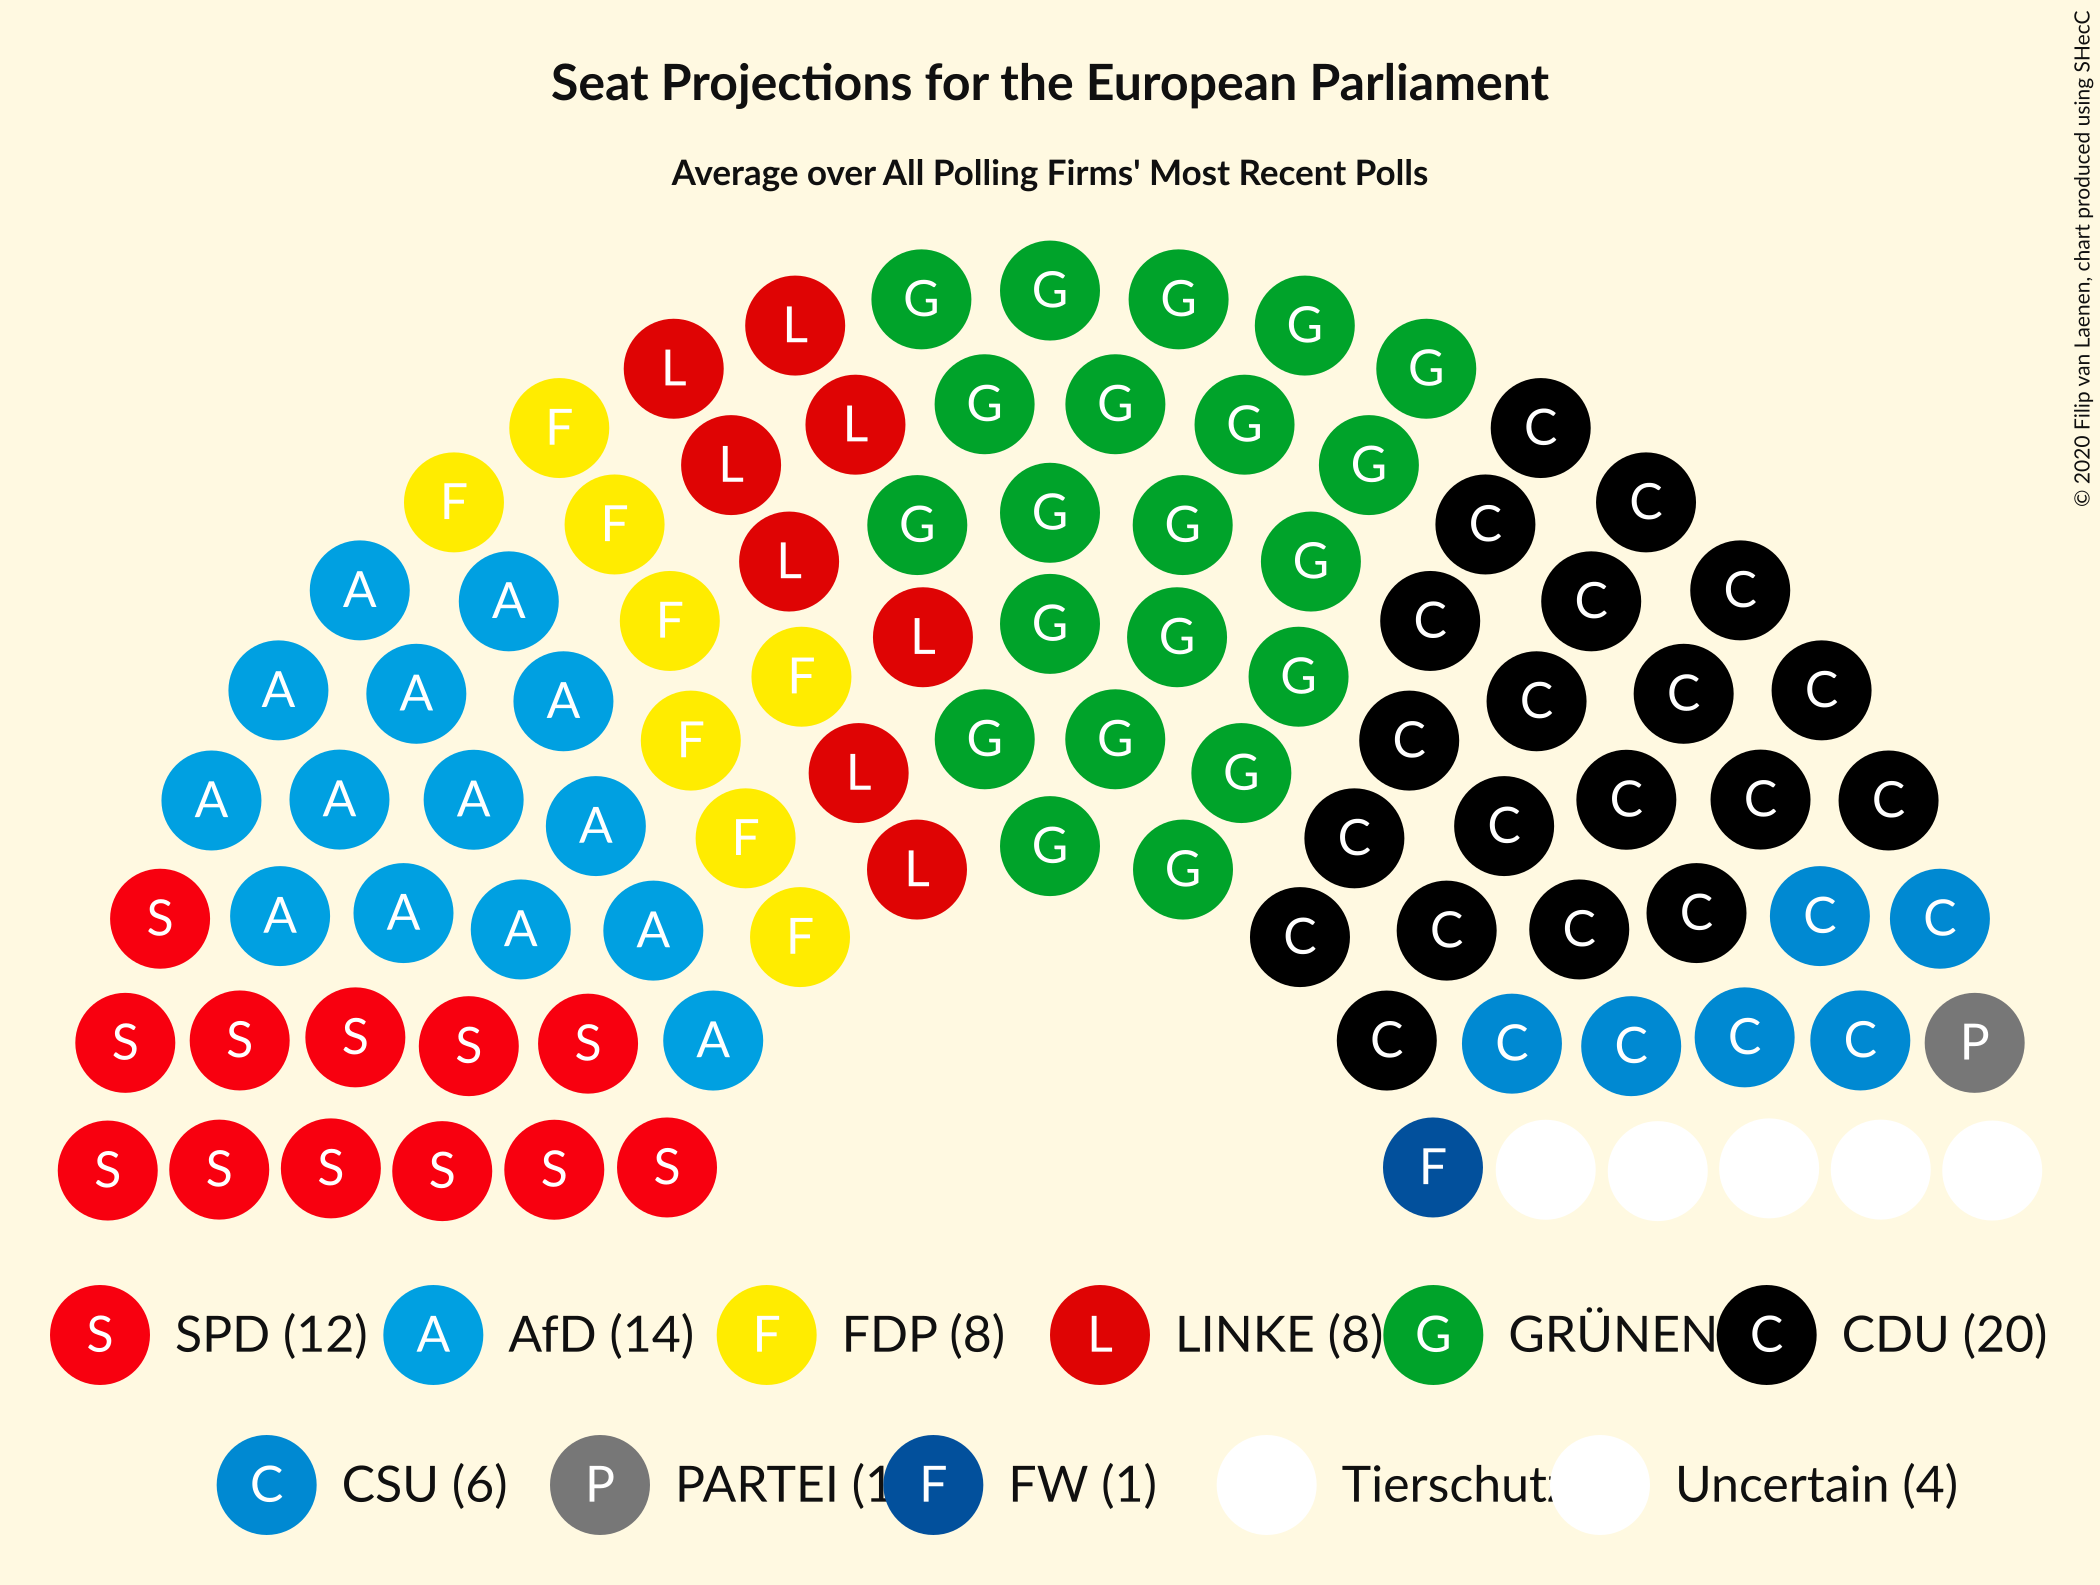 Seat Projections for the European Parliament
Average over All Polling Firms' Most Recent Polls
© 2020 Filip van Laenen, chart produced using SHecC
G G G G G
L L
L G G G G
F F L C C
F L G G G G C
A A F F L G G G C C C
A A A F F G C C C C
A A A A F L G G G C C C C C
S A A A A F L G G C C C C C C
S S S S S A C C C C C P
S S S S S S F
S SPD (12) A AfD (14) F FDP (8) L LINKE (8) G GRÜNEN C CDU (20)
C CSU (6) P PARTEI (1 F FW (1) Tierschutz Uncertain (4)